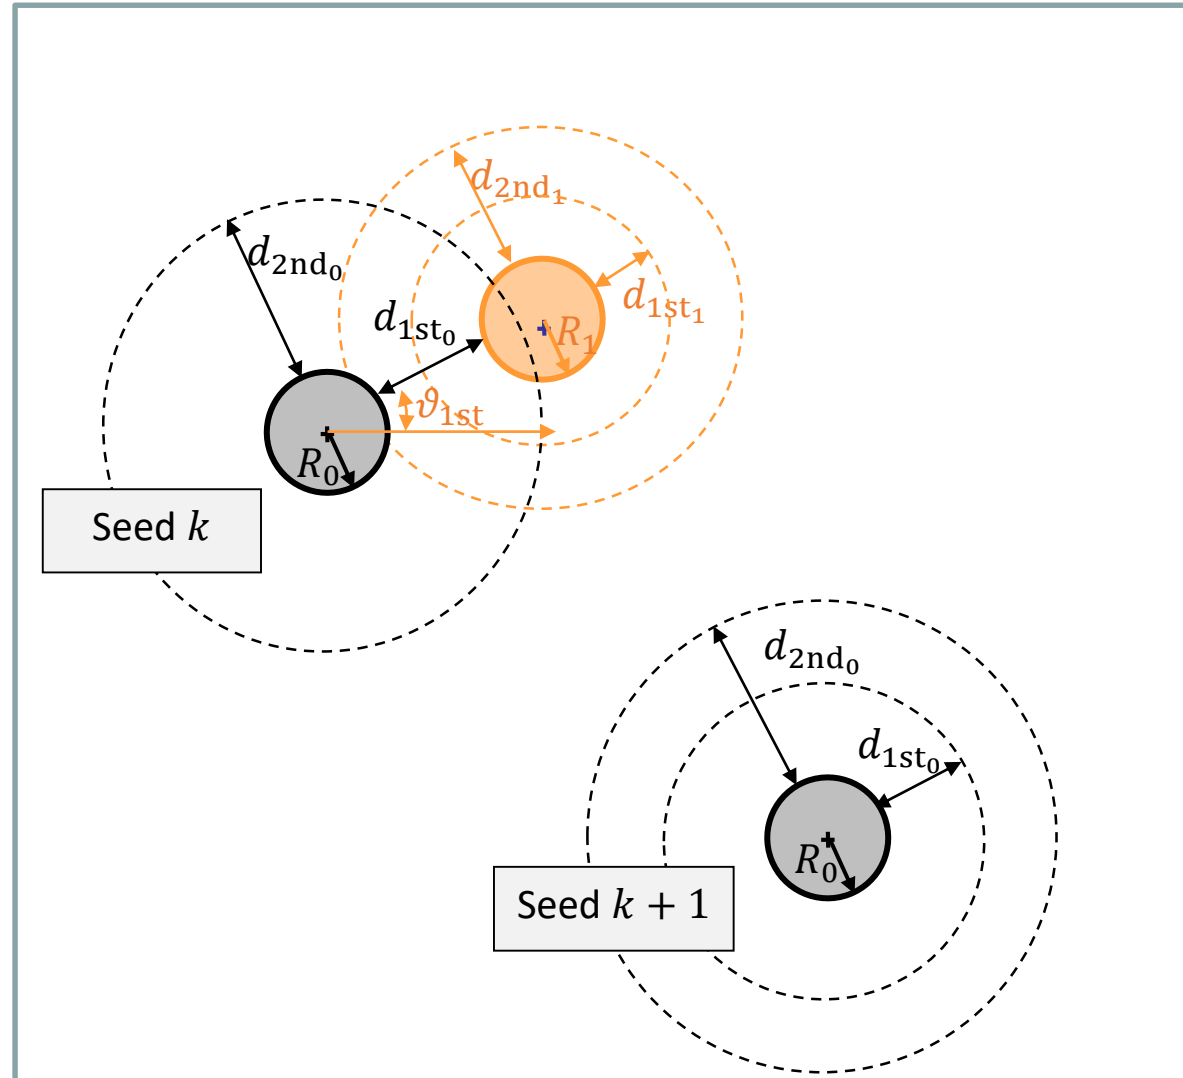 d₂ₙd₁
d₂ₙd₀
d₁ₛₜ₁
d₁ₛₜ₀
R₁
ϑ₁ₛₜ
R₀
Seed k
d₂ₙd₀
d₁ₛₜ₀
R₀
Seed k + 1